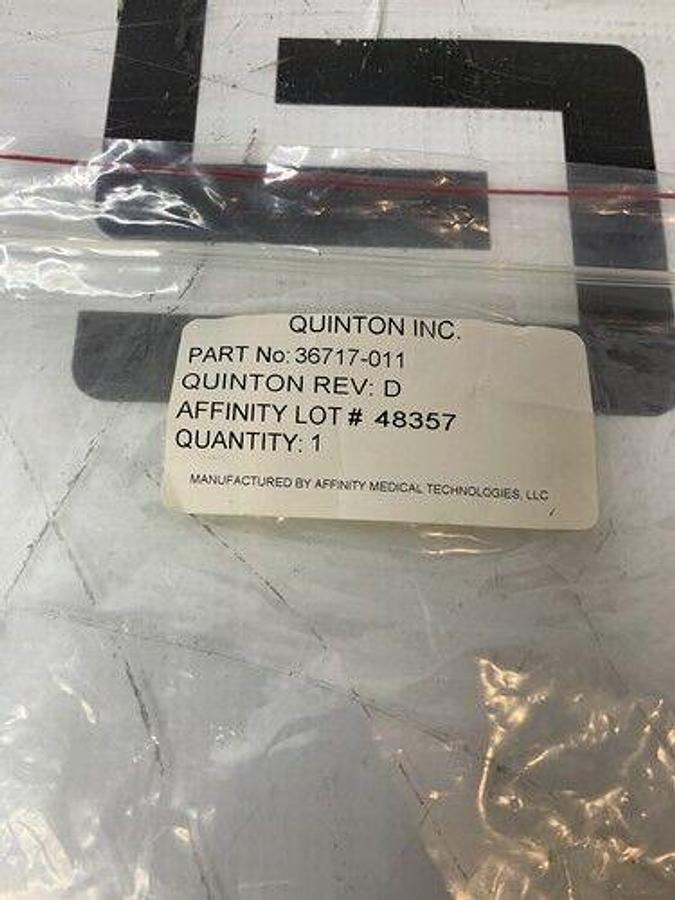 QUINTON INC.
PART No: 36717-011
QUINTON REV: D
AFFINITY LOT # 48357
QUANTITY: 1
MANUFACTURED BY AFFINITY MEDICAL TECHNOLOGIES, LLC